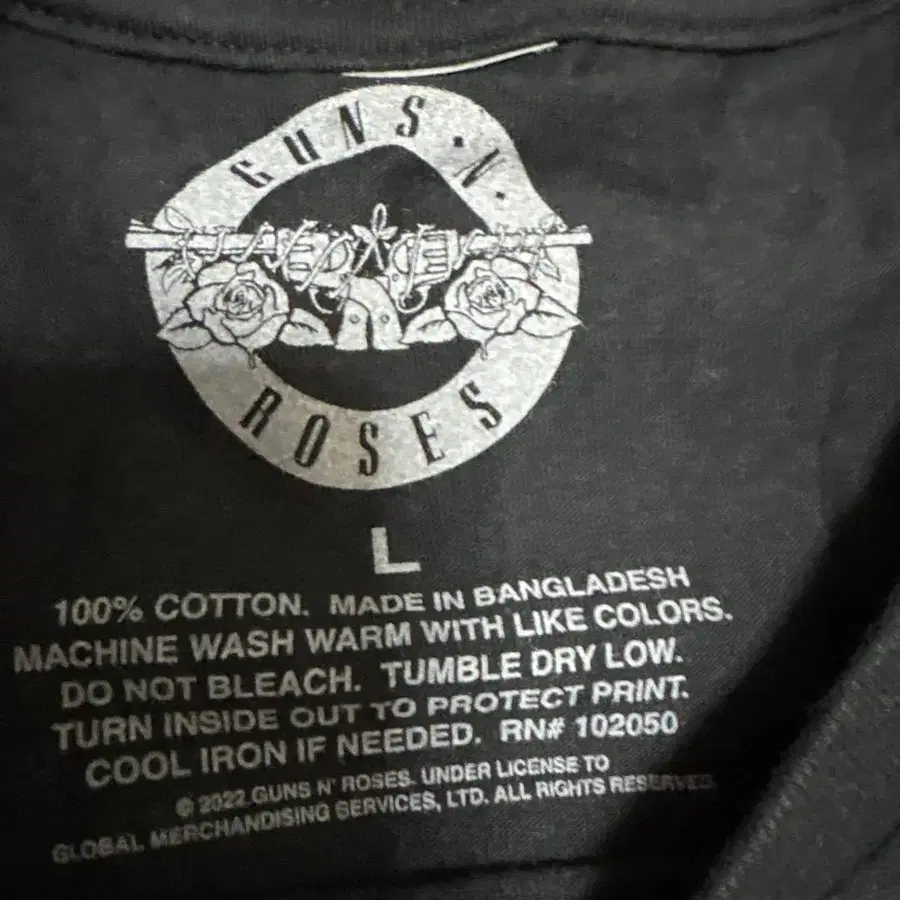 GUNS
·N·
ROSES
L
100% COTTON. MADE IN BANGLADESH
MACHINE WASH WARM WITH LIKE COLORS.
DO NOT BLEACH. TUMBLE DRY LOW.
TURN INSIDE OUT TO PROTECT PRINT.
COOL IRON IF NEEDED. RN# 102050
© 2022 GUNS N' ROSES. UNDER LICENSE TO
GLOBAL MERCHANDISING SERVICES, LTD. ALL RIGHTS RESERVED.